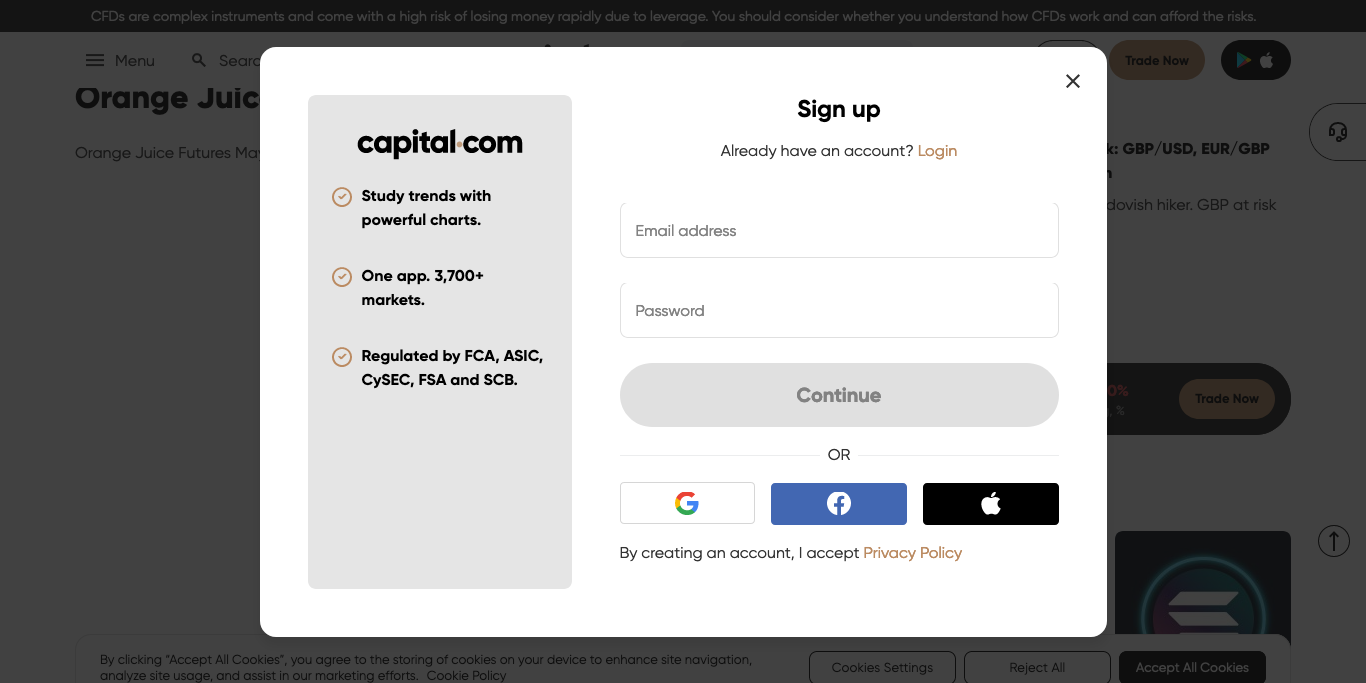 CFDs are complex instruments and come with a high risk of losing money rapidly due to leverage. You should consider whether you understand how CFDs work and can afford the risks.
Menu
Trade Now
Orange Juice
Orange Juice Futures
capital.com
Study trends with
powerful charts.
One app. 3,700+
markets.
Regulated by FCA, ASIC,
CySEC, FSA and SCB.
Sign up
Already have an account? Login
Email address
Password
Continue
OR
By creating an account, I accept Privacy Policy
GBP/USD, EUR/GBP
dovish hiker. GBP at risk
Trade Now
By clicking “Accept All Cookies”, you agree to the storing of cookies on your device to enhance site navigation,
analyze site usage, and assist in our marketing efforts. Cookie Policy
Cookies Settings
Reject All
Accept All Cookies